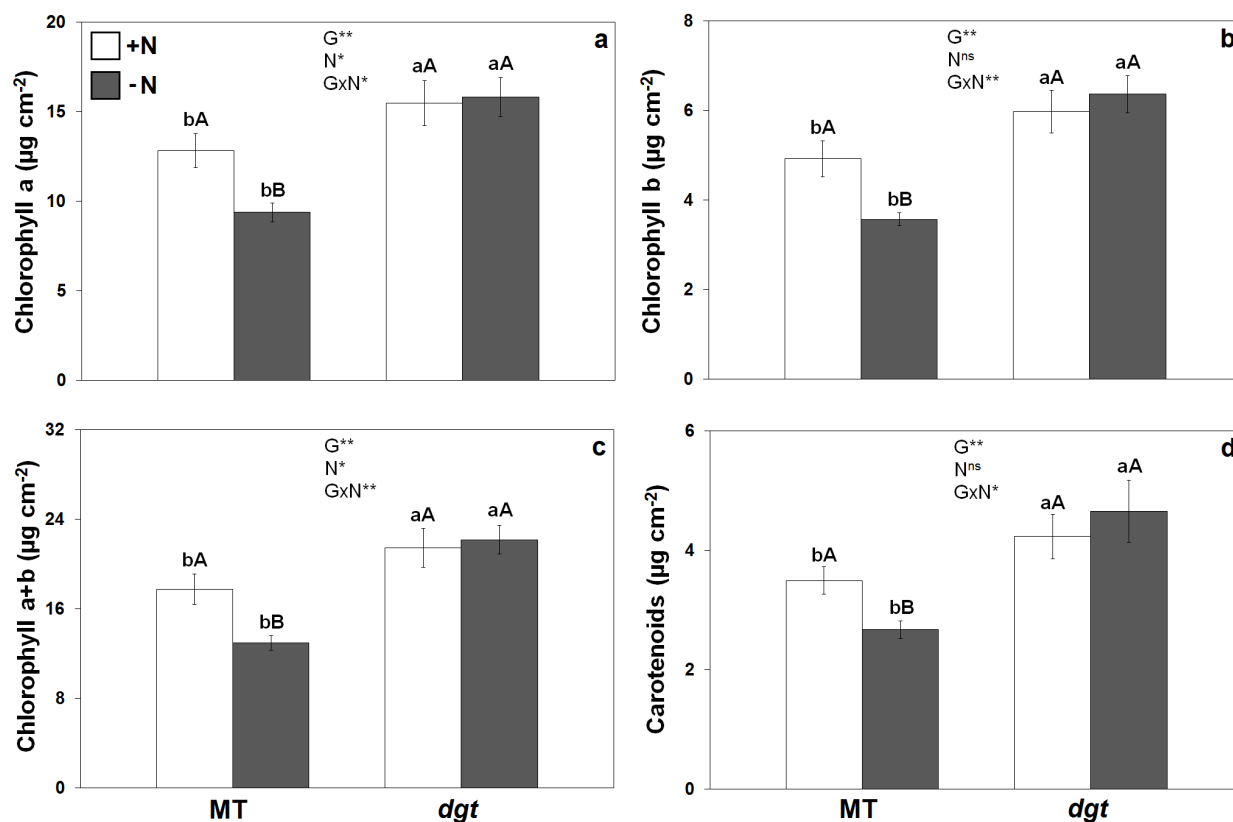 Chlorophyll a (µg cm⁻²)
20
15
10
5
0
+N
-N
G**
N*
GxN*
a
bA
bB
aA
aA
Chlorophyll b (µg cm⁻²)
8
6
4
2
0
G**
Nⁿˢ
GxN**
b
bA
bB
aA
aA
Chlorophyll a+b (µg cm⁻²)
32
24
16
8
0
G**
N*
GxN**
c
bA
bB
aA
aA
MT
dgt
Carotenoids (µg cm⁻²)
6
4
2
0
G**
Nⁿˢ
GxN*
d
bA
bB
aA
aA
MT
dgt